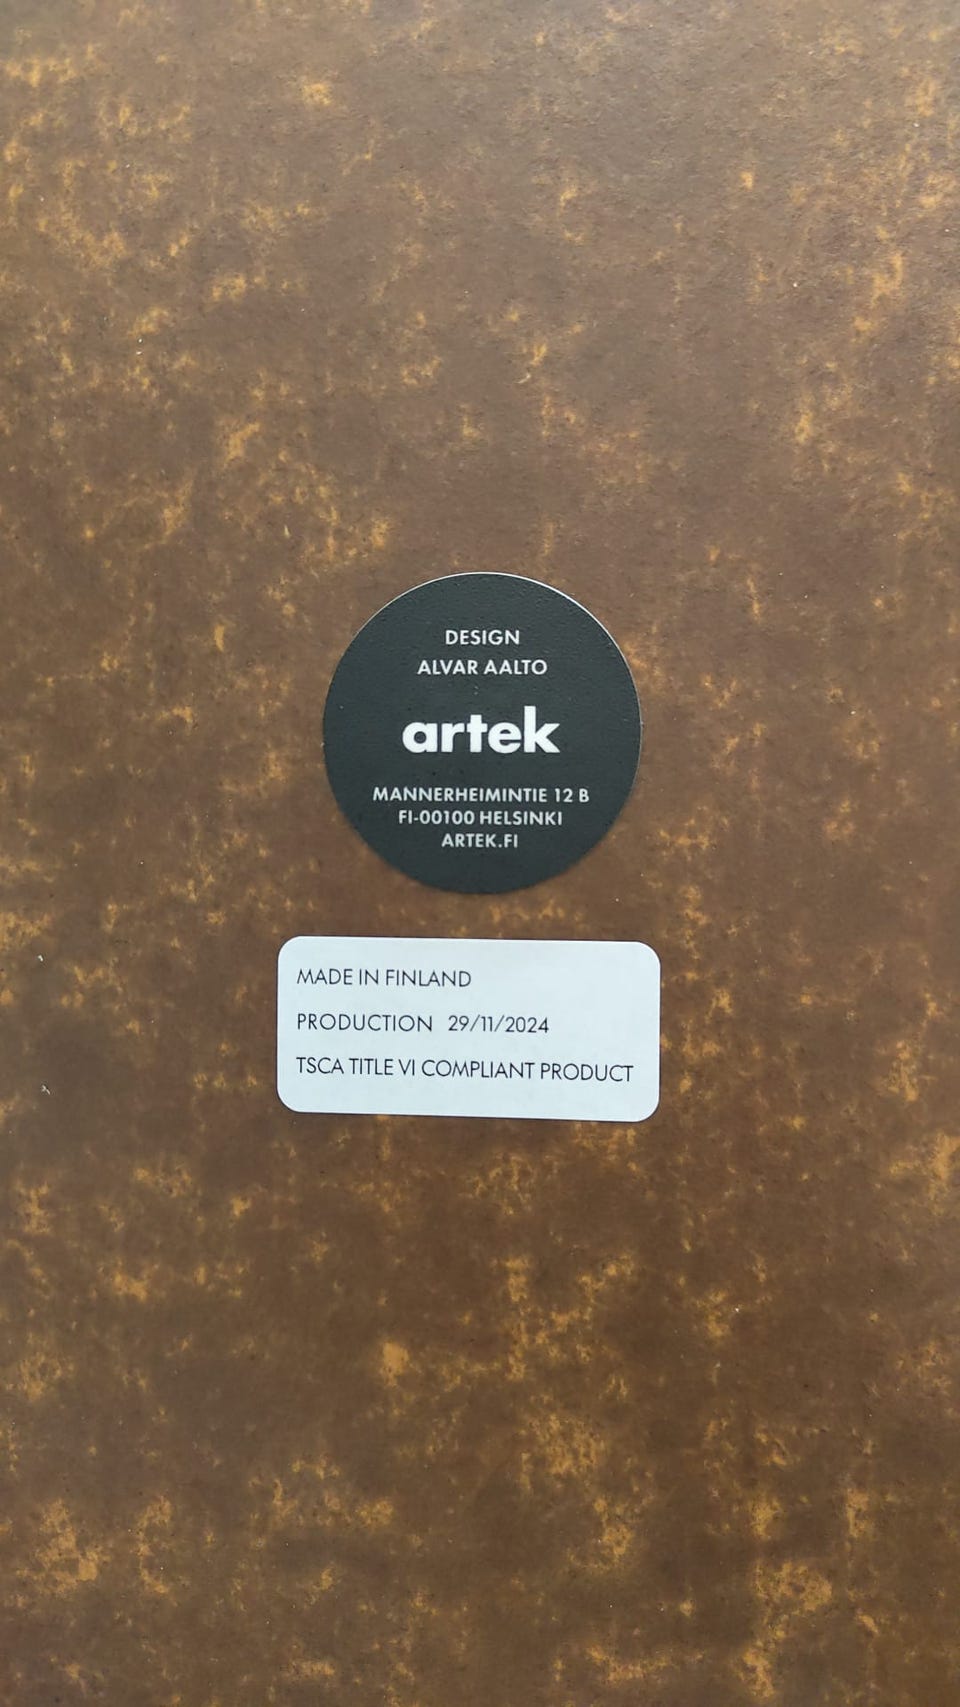 DESIGN
ALVAR AALTO
artek
MANNERHEIMINTIE 12 B
FI-00100 HELSINKI
ARTEK.FI
MADE IN FINLAND
PRODUCTION 29/11/2024
TSCA TITLE VI COMPLIANT PRODUCT